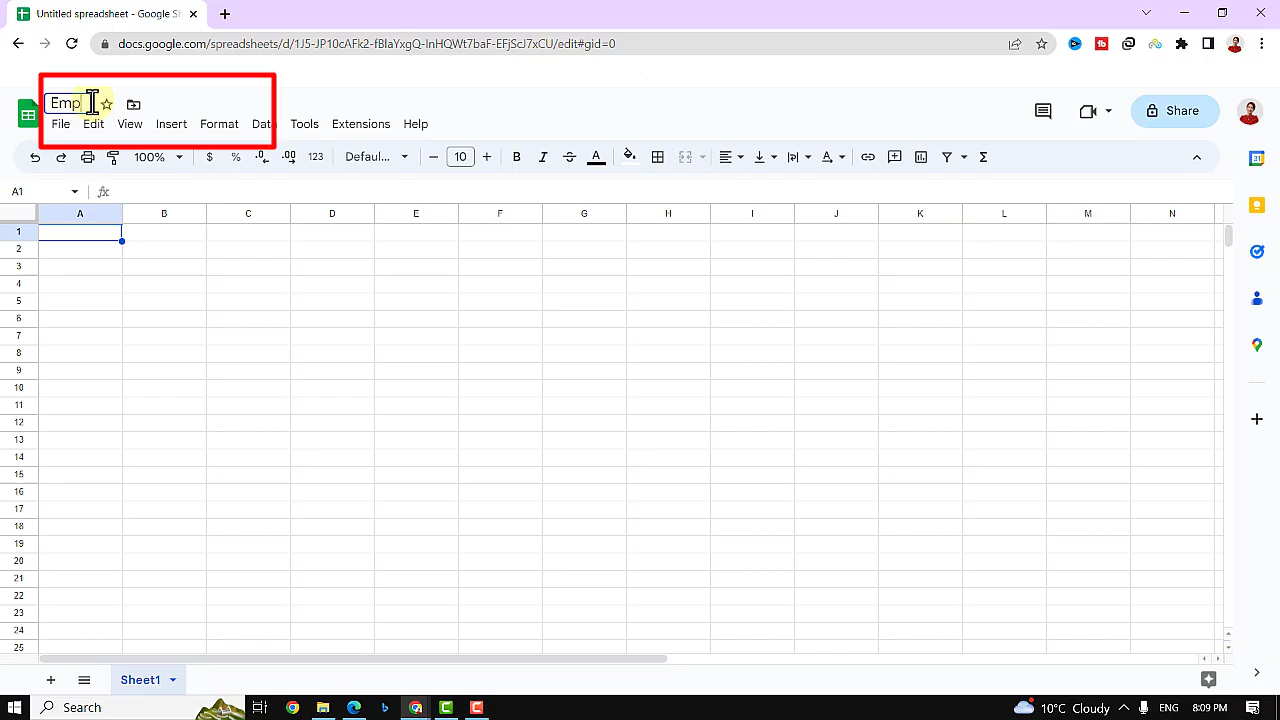 Untitled spreadsheet - Google Sh
docs.google.com/spreadsheets/d/1J5-JP10cAFk2-fBIaYxgQ-InHQWt7baF-EFjScJ7xCU/edit#gid=0
Emp
File Edit View Insert Format Data Tools Extensions Help
Share
100% $ % .0 .00 123 Defaul... 10 B I S A
A1 fx
A B C D E F G H I J K L M N
1
2
3
4
5
6
7
8
9
10
11
12
13
14
15
16
17
18
19
20
21
22
23
24
25
Sheet1
Search 10°C Cloudy ENG 8:09 PM